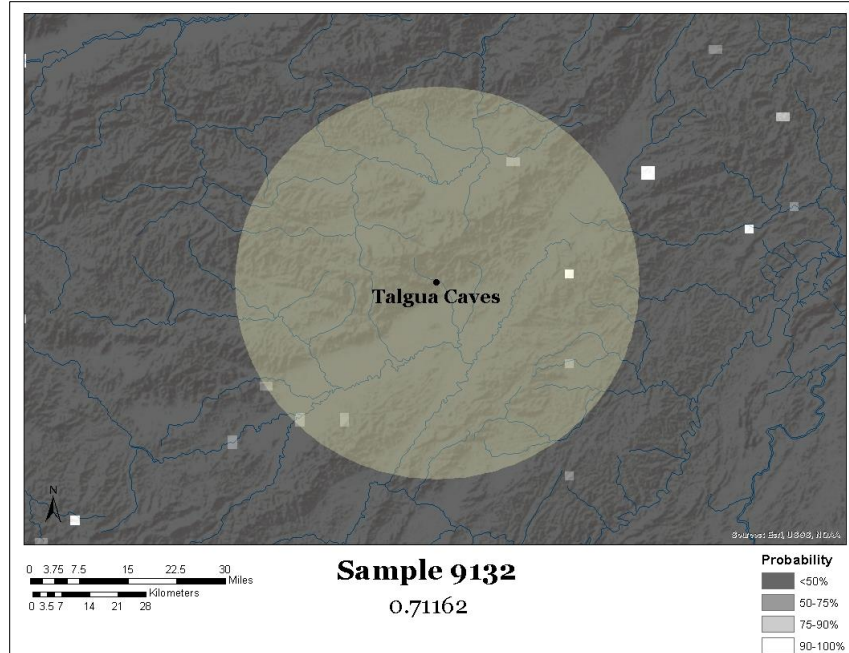 Talgua Caves
N
Sources: Esri, USGS, NOAA
0 3.75 7.5 15 22.5 30
Miles
Kilometers
0 3.5 7 14 21 28
Sample 9132
0.71162
Probability
<50%
50-75%
75-90%
90-100%